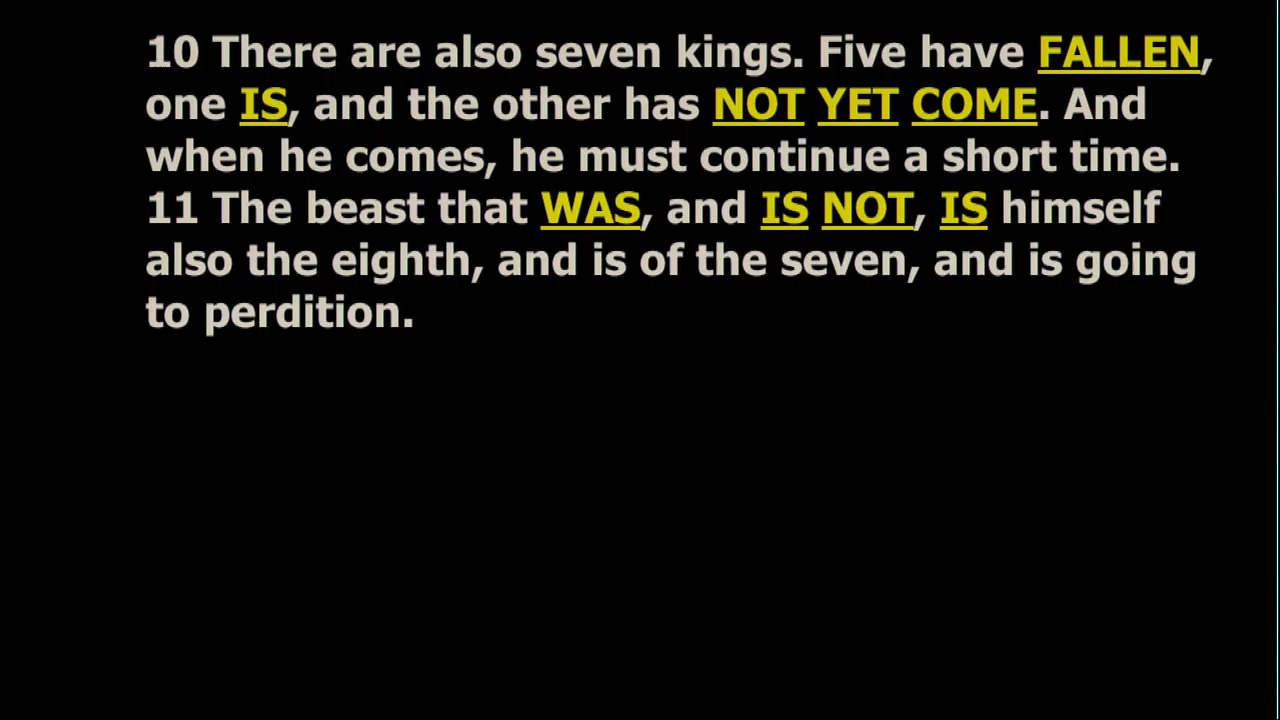 10 There are also seven kings. Five have FALLEN,
one IS, and the other has NOT YET COME. And
when he comes, he must continue a short time.
11 The beast that WAS, and IS NOT, IS himself
also the eighth, and is of the seven, and is going
to perdition.